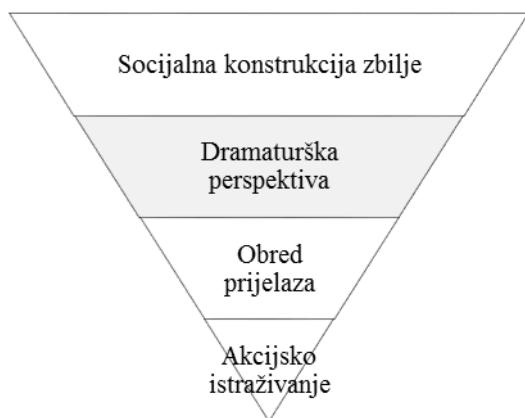 Socijalna konstrukcija zbilje
Dramaturška
perspektiva
Obred
prijelaza
Akcijsko
istraživanje